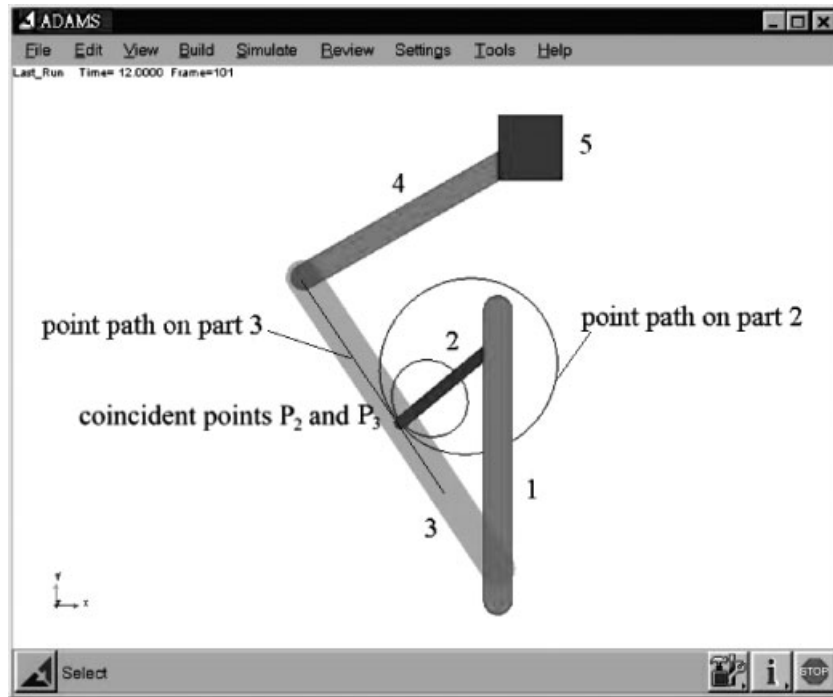 ADAMS
File Edit View Build Simulate Review Settings Tools Help
Last_Run Time= 12.0000 Frame=101
5
4
point path on part 3
2
point path on part 2
coincident points P₂ and P₃
1
3
Y
X
Select
i
STOP